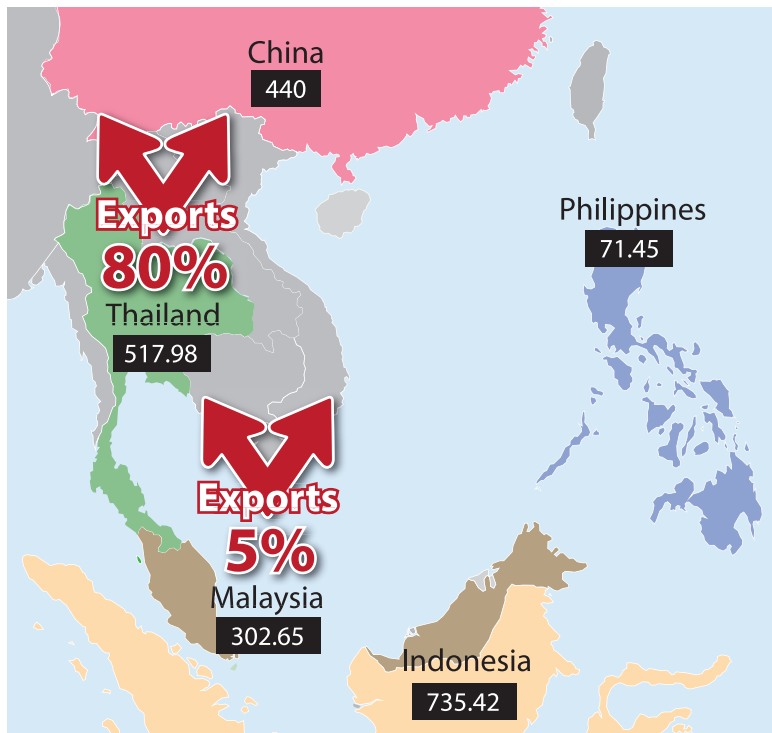 China
440
Philippines
71.45
Exports
80%
Thailand
517.98
Exports
5%
Malaysia
302.65
Indonesia
735.42